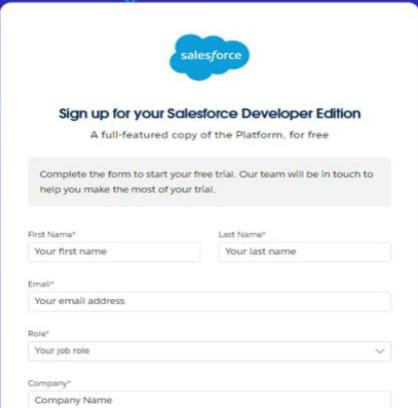 salesforce
Sign up for your Salesforce Developer Edition
A full-featured copy of the Platform, for free
Complete the form to start your free trial. Our team will be in touch to
help you make the most of your trial.
First Name* Last Name*
Your first name Your last name
Email*
Your email address
Role*
Your job role
Company*
Company Name